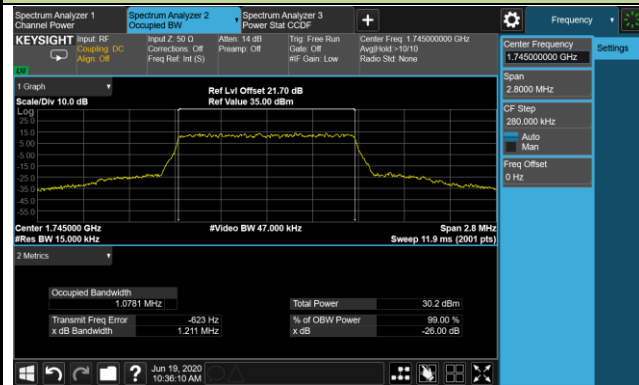 Spectrum Analyzer 1
Channel Power
Spectrum Analyzer 2
Occupied BW
Spectrum Analyzer 3
Power Stat CCDF
+
Frequency
KEYSIGHT
Input: RF
Coupling: DC
Align: Off
Input Z: 50 Ω
Corrections: Off
Freq Ref: Int (S)
Atten: 14 dB
Preamp: Off
Trig: Free Run
Gate: Off
#IF Gain: Low
Center Freq: 1.745000000 GHz
Avg|Hold:>10/10
Radio Std: None
Center Frequency
1.745000000 GHz
Settings
Span
2.8000 MHz
CF Step
280.000 kHz
Auto
Man
Freq Offset
0 Hz
1 Graph
Scale/Div 10.0 dB
Ref Lvl Offset 21.70 dB
Ref Value 35.00 dBm
Log
25.0
15.0
5.00
-5.00
-15.0
-25.0
-35.0
-45.0
-55.0
Center 1.745000 GHz
#Res BW 15.000 kHz
#Video BW 47.000 kHz
Span 2.8 MHz
Sweep 11.9 ms (2001 pts)
2 Metrics
Occupied Bandwidth
1.0781 MHz
Total Power 30.2 dBm
Transmit Freq Error -623 Hz
% of OBW Power 99.00 %
x dB Bandwidth 1.211 MHz
x dB -26.00 dB
?
Jun 19, 2020
10:36:10 AM